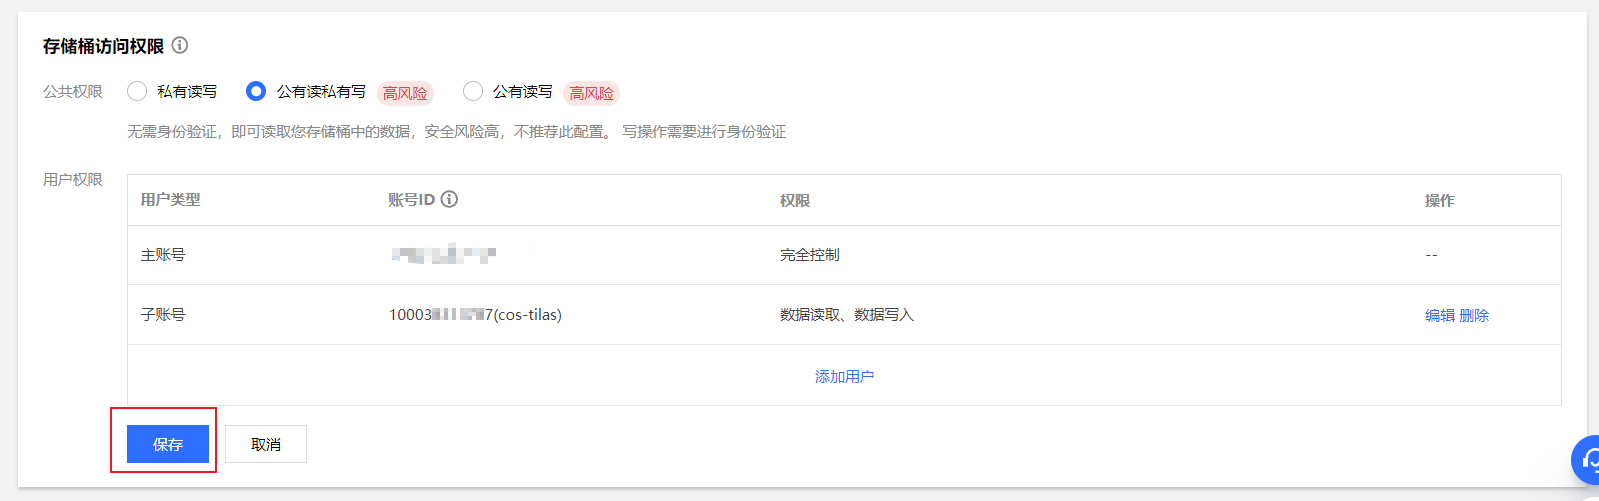 存储桶访问权限
公共权限 私有读写 公有读私有写 高风险 公有读写 高风险
无需身份验证，即可读取您存储桶中的数据，安全风险高，不推荐此配置。 写操作需要进行身份验证
用户权限
用户类型 账号ID 权限 操作
主账号 完全控制 --
子账号 10003 7(cos-tilas) 数据读取、数据写入 编辑 删除
添加用户
保存 取消